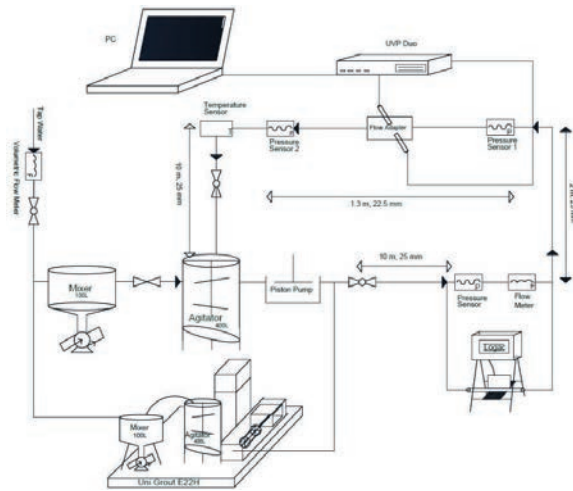 PC
UVP Duo
Tap Water
Volumetric Flow Meter
Temperature
Sensor
Pressure
Sensor 2
Flow Adapter
Pressure
Sensor 1
10 m, 25 mm
1.3 m, 22.5 mm
10 m, 25 mm
Mixer
100L
Agitator
400L
Piston Pump
Pressure
Sensor
Flow
Meter
Logac
Mixer
100L
Agitator
400L
Uni Grout E22H